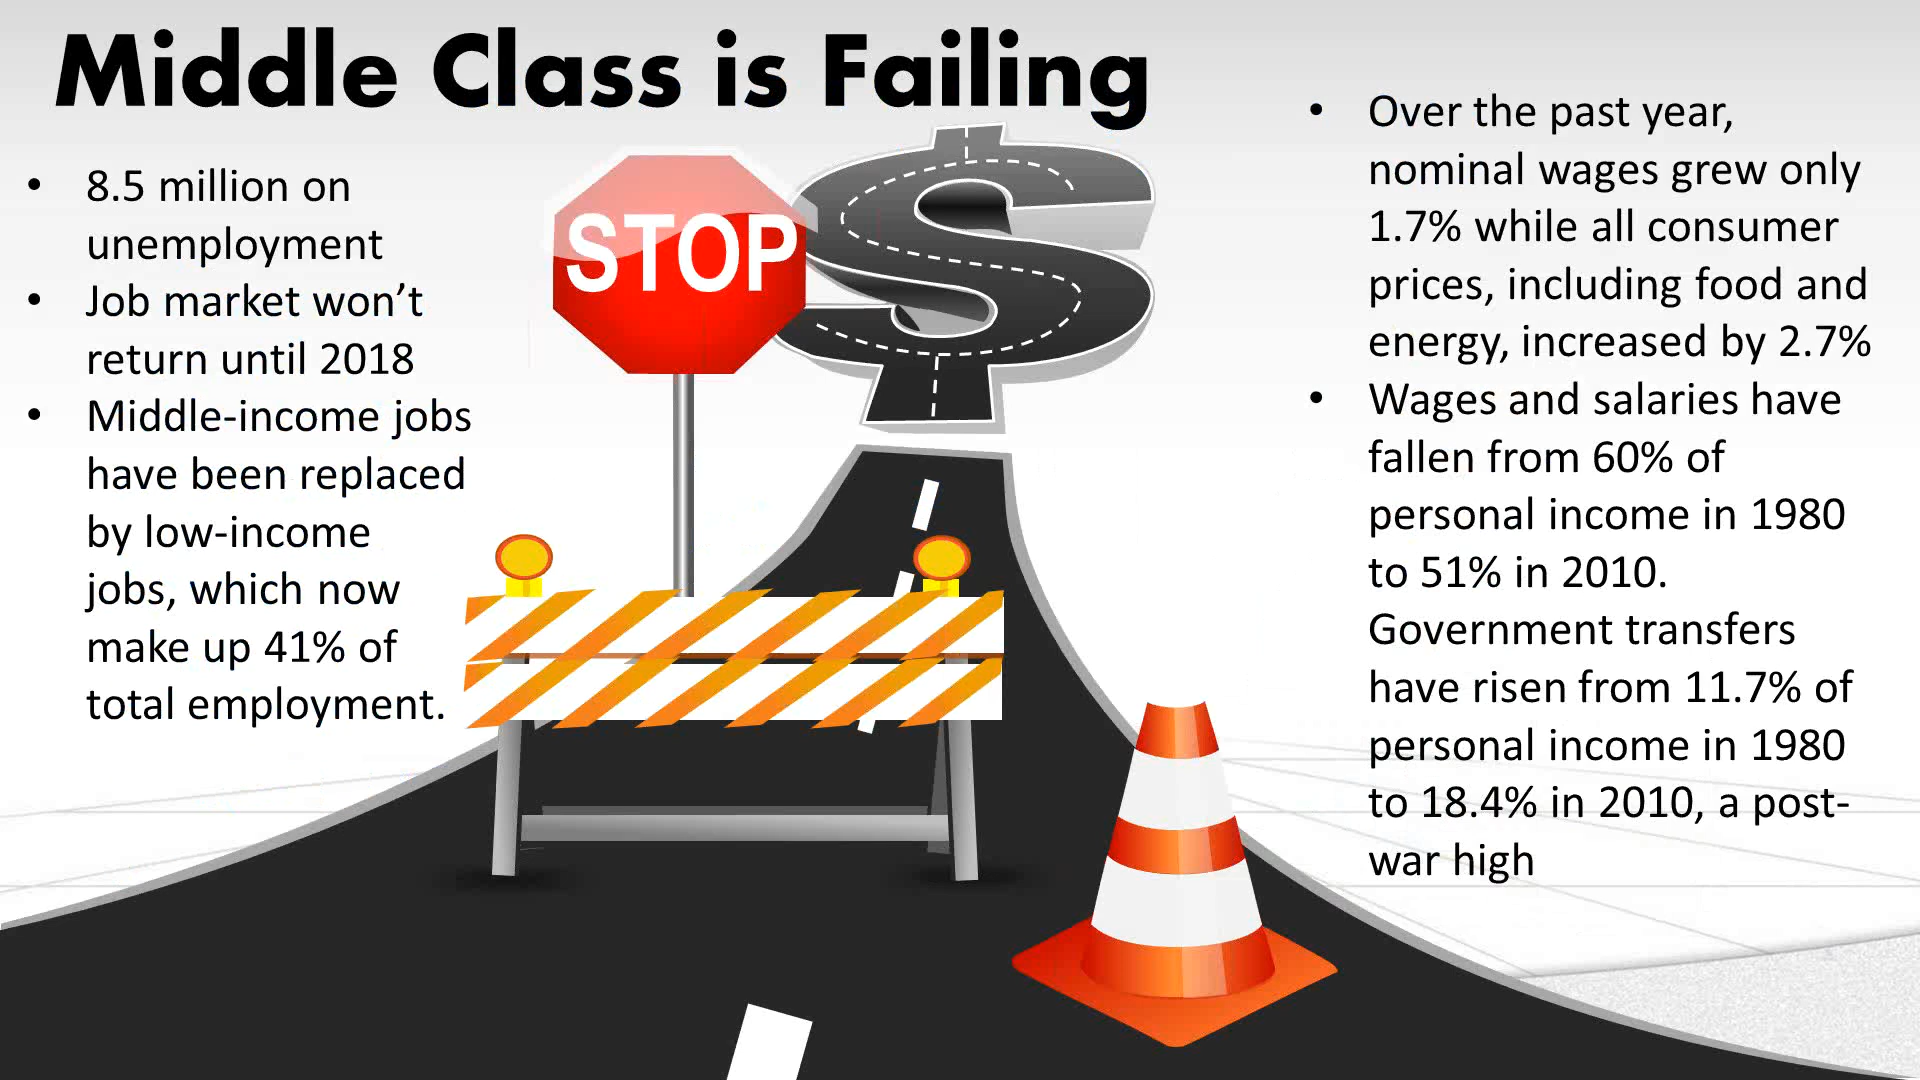 Middle Class is Failing
• 8.5 million on
unemployment
• Job market won’t
return until 2018
• Middle-income jobs
have been replaced
by low-income
jobs, which now
make up 41% of
total employment.
STOP
• Over the past year,
nominal wages grew only
1.7% while all consumer
prices, including food and
energy, increased by 2.7%
• Wages and salaries have
fallen from 60% of
personal income in 1980
to 51% in 2010.
Government transfers
have risen from 11.7% of
personal income in 1980
to 18.4% in 2010, a post-
war high